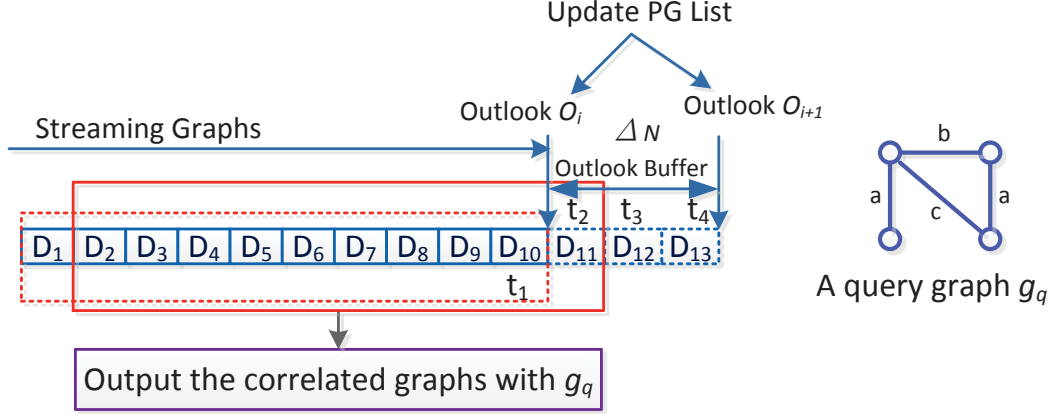 Update PG List
Outlook Oi
Outlook Oi+1
Streaming Graphs
Δ N
Outlook Buffer
t2 t3 t4
D1 D2 D3 D4 D5 D6 D7 D8 D9 D10 D11 D12 D13
t1
Output the correlated graphs with gq
b
a
c
a
A query graph gq